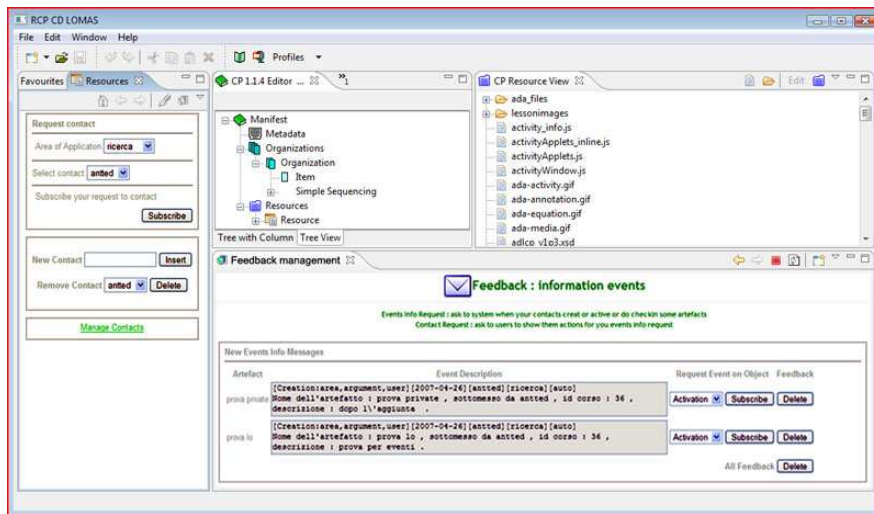 RCP CD LOMAS
File Edit Window Help
Profiles
Favourites Resources
Request contact
Area of Applicaton ricerca
Select contact antted
Subscribe your request to contact
Subscribe
New Contact Insert
Remove Contact antted Delete
Manage Contacts
CP 1.1.4 Editor ... "1
Manifest
Metadata
Organizations
Organization
Item
Simple Sequencing
Resources
Resource
Tree with Column Tree View
CP Resource View Edit
ada_files
lessonimages
activity_info.js
activityApplets_inline.js
activityApplets.js
activityWindow.js
ada-activity.gif
ada-annotation.gif
ada-equation.gif
ada-media.gif
adlcp_v1p3.xsd
Feedback management
Feedback : information events
Events Info Request : ask to system when your contacts creat or active or do checkin some artefacts
Contact Request : ask to users to show them actions for you events info request
New Events Info Messages
Artefact Event Description Request Event on Object Feedback
[Creation:area,argument,user][2007-04-26][antted][ricerca][auto]
prova private Nome dell'artefatto : prova private , sottomesso da antted , id corso : 36 , Activation Subscribe Delete
descrizione : dopo l\'aggiunta .
[Creation:area,argument,user][2007-04-26][antted][ricerca][auto]
prova lo Nome dell'artefatto : prova lo , sottomesso da antted , id corso : 36 , Activation Subscribe Delete
descrizione : prova per eventi .
All Feedback Delete